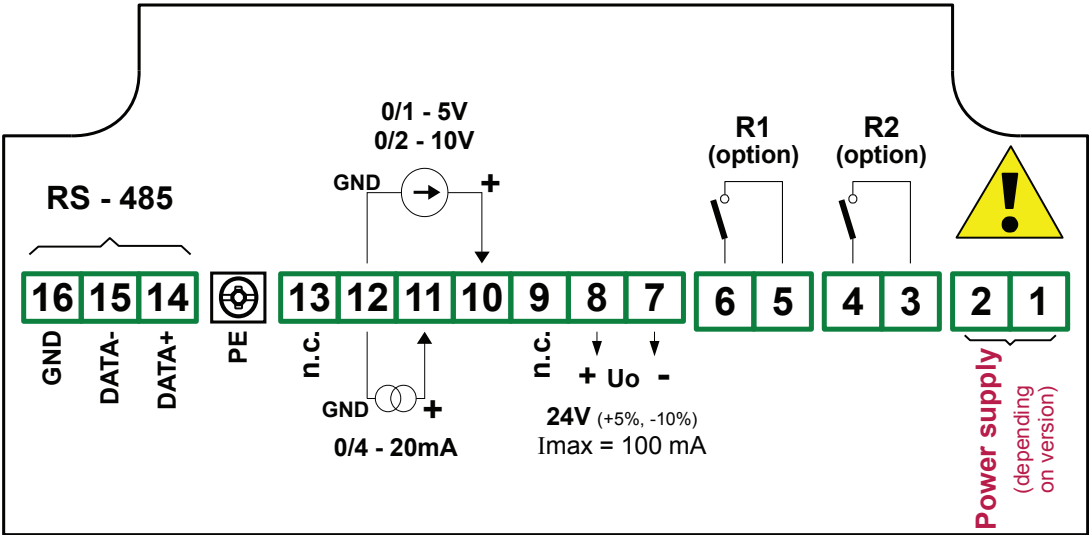 0/1 - 5V
0/2 - 10V
R1
(option)
R2
(option)
GND
+
RS - 485
16 15 14 13 12 11 10 9 8 7 6 5 4 3 2 1
GND
DATA-
DATA+
PE
n.c.
n.c.
+ Uo -
GND
+
0/4 - 20mA
24V (+5%, -10%)
Imax = 100 mA
Power supply
(depending
on version)